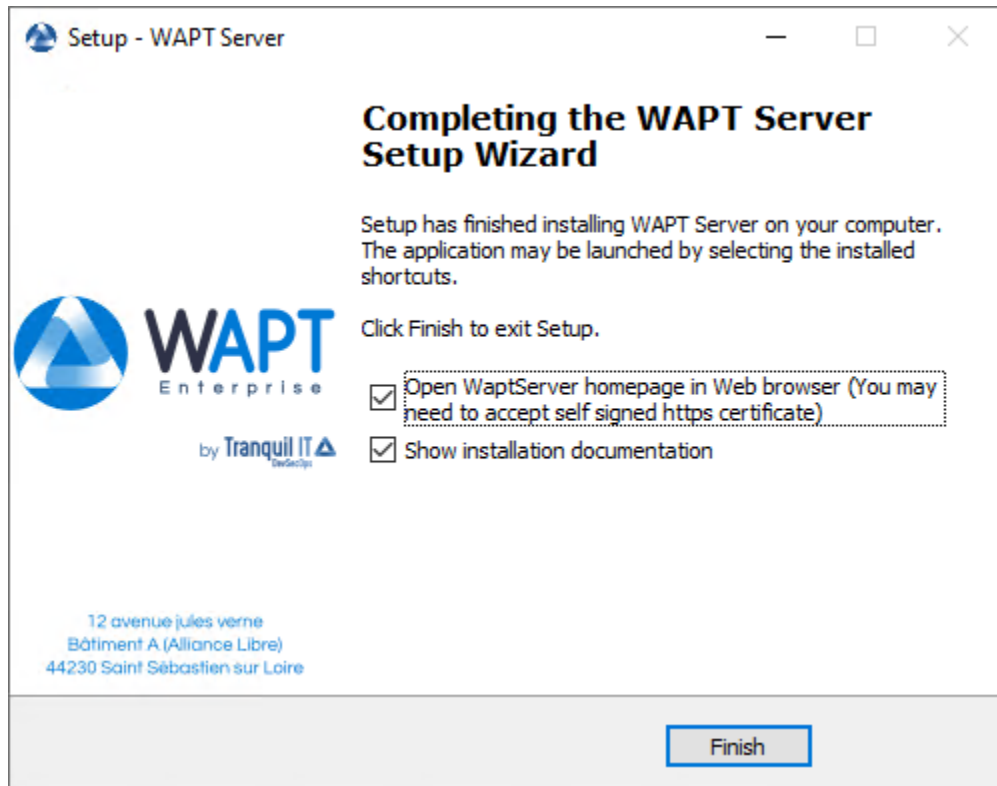 Setup - WAPT Server
Completing the WAPT Server
Setup Wizard
Setup has finished installing WAPT Server on your computer.
The application may be launched by selecting the installed
shortcuts.
Click Finish to exit Setup.
WAPT
Enterprise
by Tranquil IT
DevSecOps
Open WaptServer homepage in Web browser (You may
need to accept self signed https certificate)
Show installation documentation
12 avenue jules verne
Bâtiment A (Alliance Libre)
44230 Saint Sébastien sur Loire
Finish